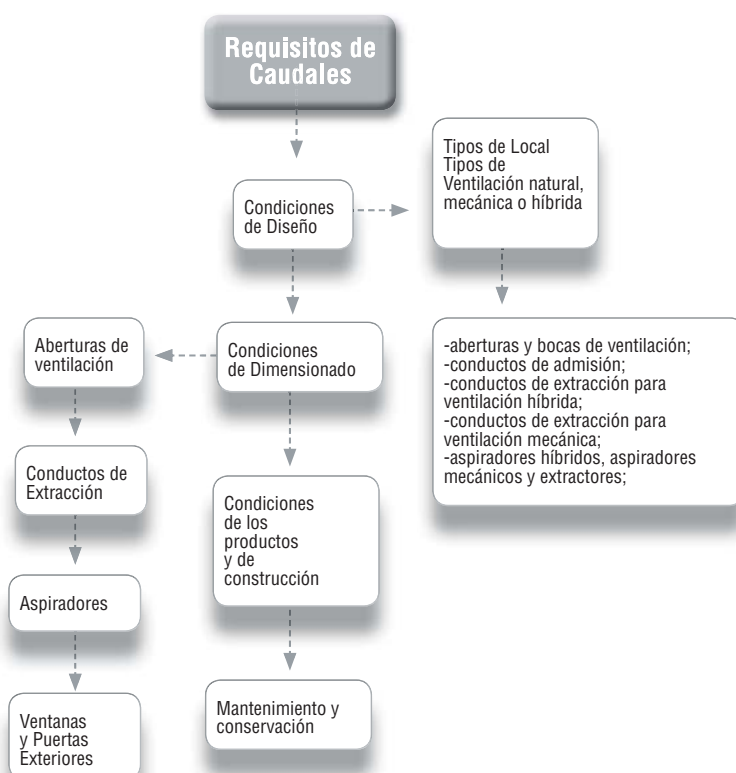 Requisitos de
Caudales
Tipos de Local
Tipos de
Ventilación natural,
mecánica o híbrida
Condiciones
de Diseño
Aberturas de
ventilación
Condiciones
de Dimensionado
-aberturas y bocas de ventilación;
-conductos de admisión;
-conductos de extracción para
ventilación híbrida;
-conductos de extracción para
ventilación mecánica;
-aspiradores híbridos, aspiradores
mecánicos y extractores;
Conductos de
Extracción
Condiciones
de los
productos
y de
construcción
Aspiradores
Mantenimiento y
conservación
Ventanas
y Puertas
Exteriores